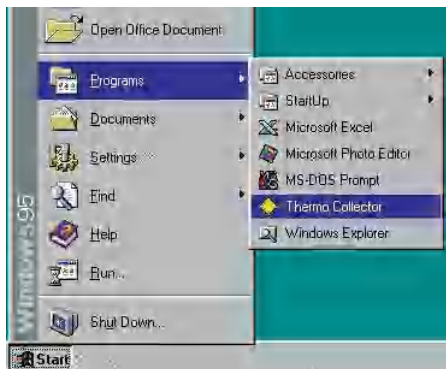 Open Office Document
Programs
Documents
Settings
Find
Help
Run...
Shut Down...
Windows95
Start
Accessories
StartUp
Microsoft Excel
Microsoft Photo Editor
MS-DOS Prompt
Thermo Collector
Windows Explorer